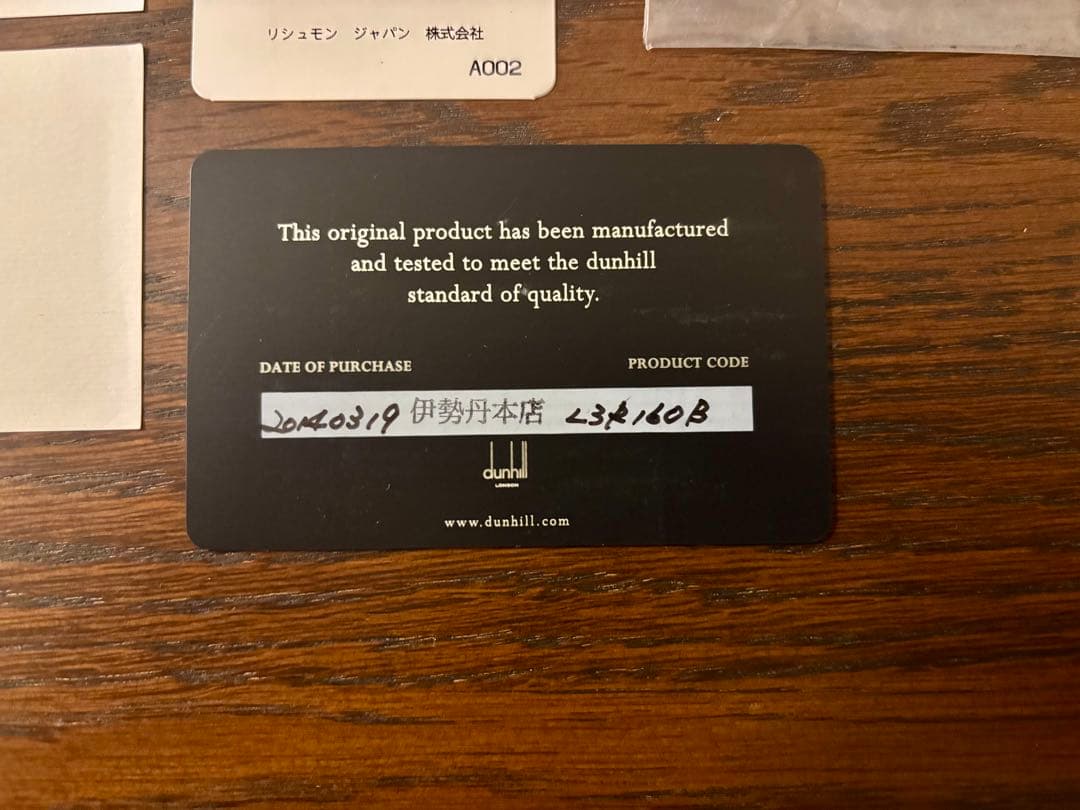 リシュモン ジャパン 株式会社
A002
This original product has been manufactured
and tested to meet the dunhill
standard of quality.
DATE OF PURCHASE PRODUCT CODE
20140319 伊勢丹本店
dunhill
LONDON
www.dunhill.com